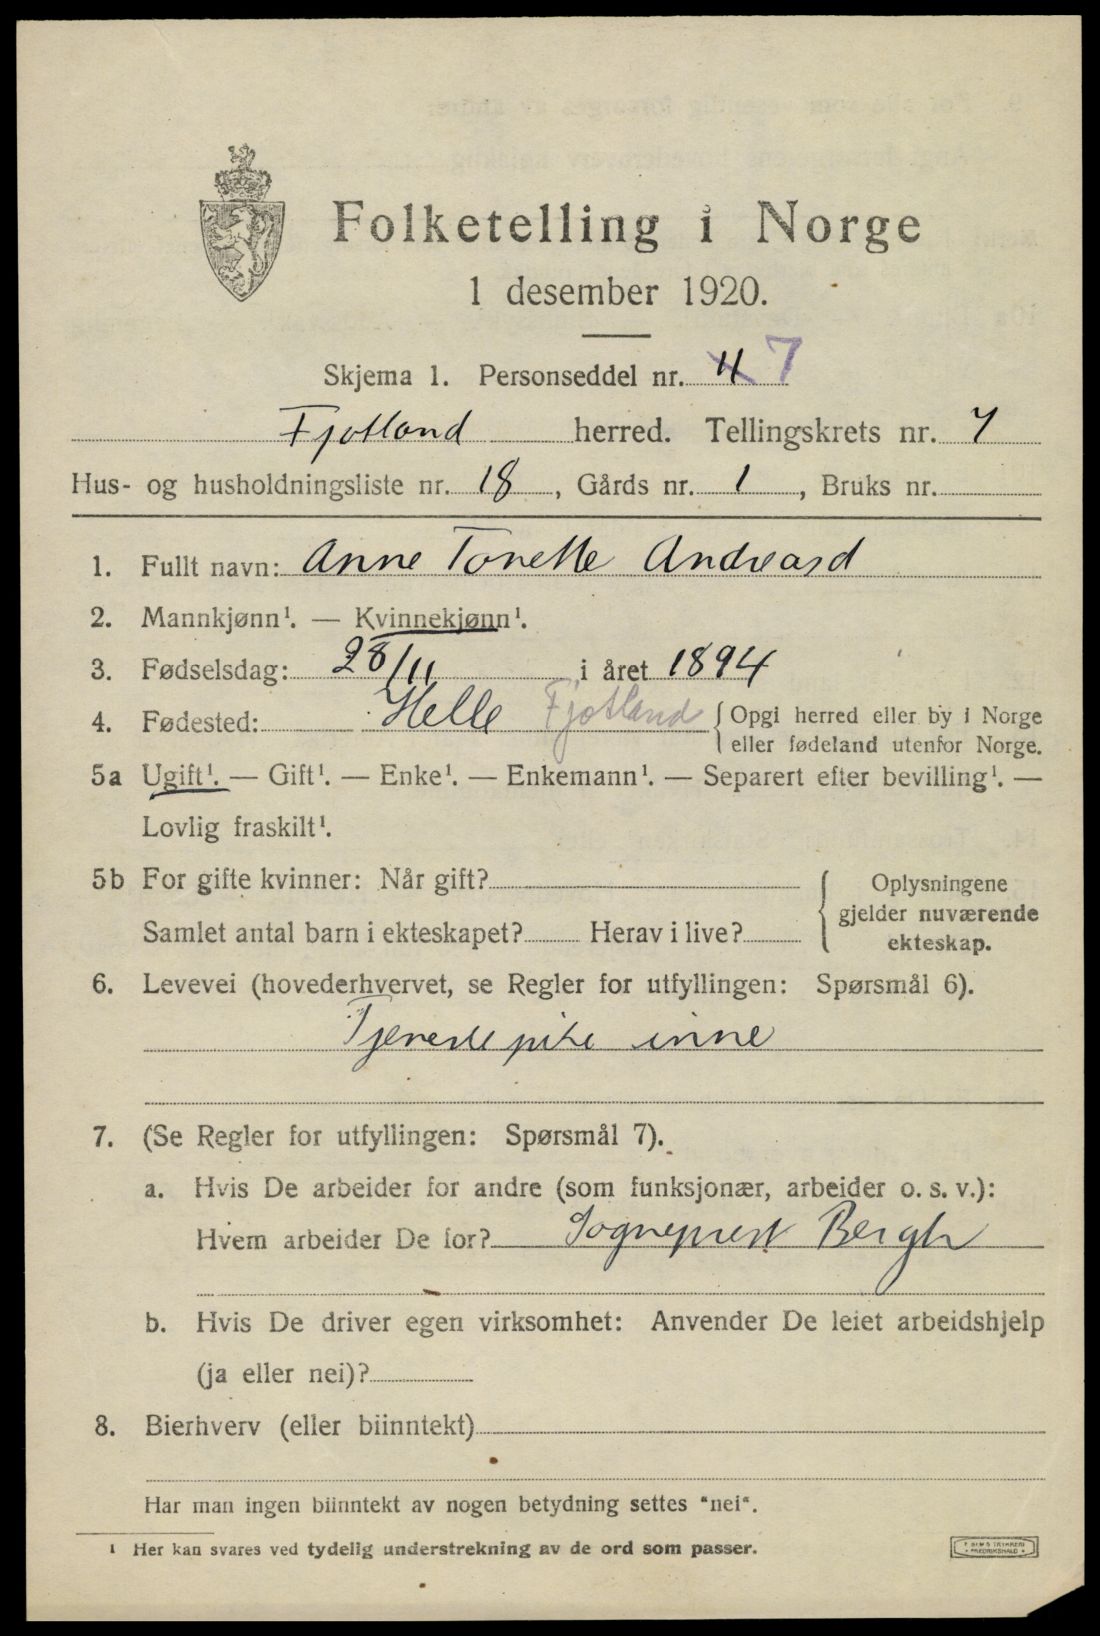 Folketelling i Norge
1 desember 1920.
Skjema 1. Personseddel nr. 11 7
Fjotland herred. Tellingskrets nr. 7
Hus- og husholdningsliste nr. 18, Gårds nr. 1, Bruks nr.
1. Fullt navn: Anne Tonette Andreasd
2. Mannkjønn¹. — Kvinnekjønn¹.
3. Fødselsdag: 28/11 i året 1894
4. Fødested: Helle Fjotland { Opgi herred eller by i Norge
eller fødeland utenfor Norge.
5a Ugift¹. — Gift¹. — Enke¹. — Enkemann¹. — Separert efter bevilling¹. —
Lovlig fraskilt¹.
5b For gifte kvinner: Når gift? { Oplysningene
gjelder nuværende
Samlet antal barn i ekteskapet? Herav i live? ekteskap.
6. Levevei (hovederhvervet, se Regler for utfyllingen: Spørsmål 6).
Tjenestepike inne
7. (Se Regler for utfyllingen: Spørsmål 7).
a. Hvis De arbeider for andre (som funksjonær, arbeider o. s. v.):
Hvem arbeider De for? Sogneprest Bergh
b. Hvis De driver egen virksomhet: Anvender De leiet arbeidshjelp
(ja eller nei)?
8. Bierhverv (eller biinntekt)
Har man ingen biinntekt av nogen betydning settes "nei".
¹ Her kan svares ved tydelig understrekning av de ord som passer.
FREDRIKSHALD